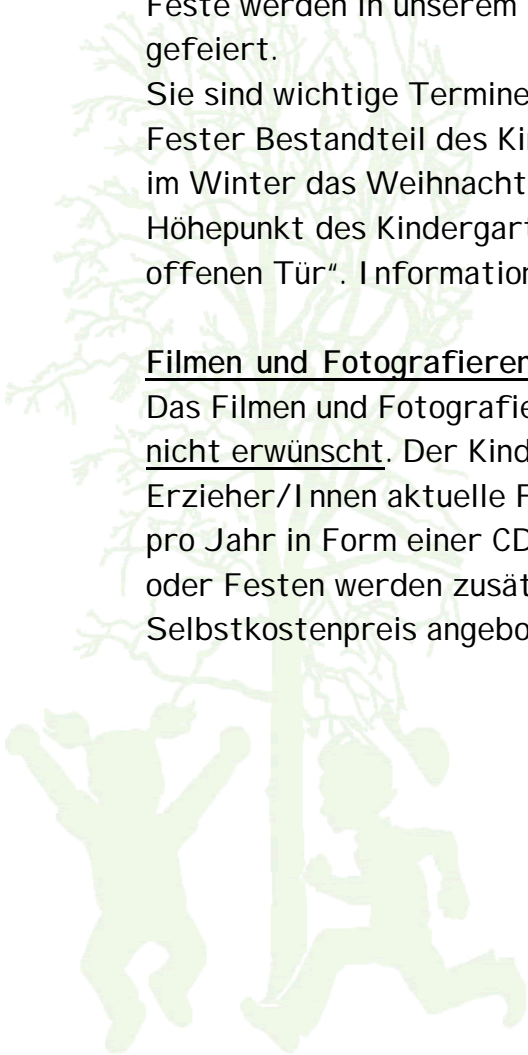 Feste werden in unserem
gefeiert.
Sie sind wichtige Termine
Fester Bestandteil des Ki
im Winter das Weihnacht
Höhepunkt des Kindergart
offenen Tür“. Information
Filmen und Fotografieren
Das Filmen und Fotografie
nicht erwünscht. Der Kind
Erzieher/Innen aktuelle F
pro Jahr in Form einer CD
oder Festen werden zusät
Selbstkostenpreis angebo